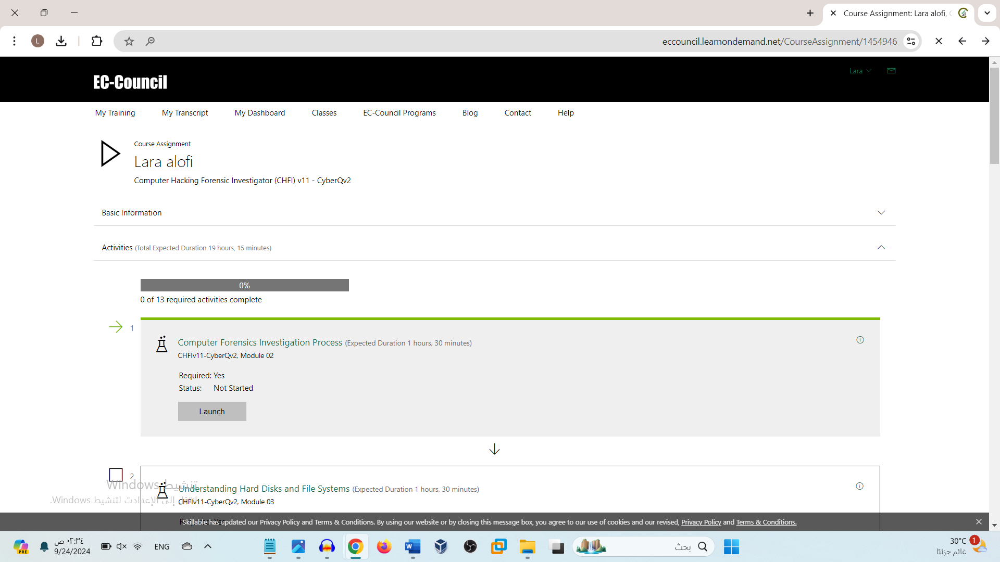 Course Assignment: Lara alofi,
L
eccouncil.learnondemand.net/CourseAssignment/1454946
EC-Council
Lara
My Training
My Transcript
My Dashboard
Classes
EC-Council Programs
Blog
Contact
Help
Course Assignment
Lara alofi
Computer Hacking Forensic Investigator (CHFI) v11 - CyberQv2
Basic Information
Activities (Total Expected Duration 19 hours, 15 minutes)
0%
0 of 13 required activities complete
1
Computer Forensics Investigation Process (Expected Duration 1 hours, 30 minutes)
CHFIv11-CyberQv2, Module 02
Required: Yes
Status: Not Started
Launch
2
Understanding Hard Disks and File Systems (Expected Duration 1 hours, 30 minutes)
CHFIv11-CyberQv2, Module 03
تنشيط Windows
انتقل إلى الإعدادات لتنشيط Windows.
Skillable has updated our Privacy Policy and Terms & Conditions. By using our website or by closing this message box, you agree to our use of cookies and our revised, Privacy Policy and Terms & Conditions.
PRE
٠٢:٣٤ ص
9/24/2024
ENG
بحث
30°C
غائم جزئيًا
1